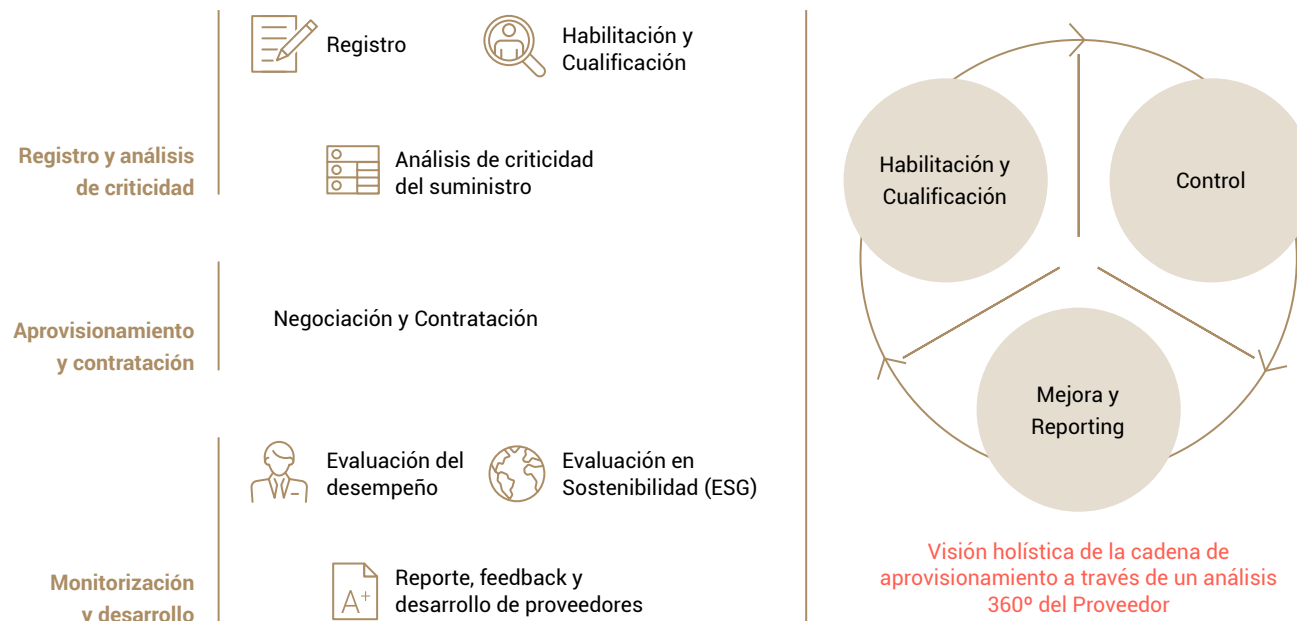 Registro y análisis
de criticidad
Registro
Habilitación y
Cualificación
Análisis de criticidad
del suministro
Aprovisionamiento
y contratación
Negociación y Contratación
Monitorización
y desarrollo
Evaluación del
desempeño
Evaluación en
Sostenibilidad (ESG)
A+
Reporte, feedback y
desarrollo de proveedores
Habilitación y
Cualificación
Control
Mejora y
Reporting
Visión holística de la cadena de
aprovisionamiento a través de un análisis
360º del Proveedor